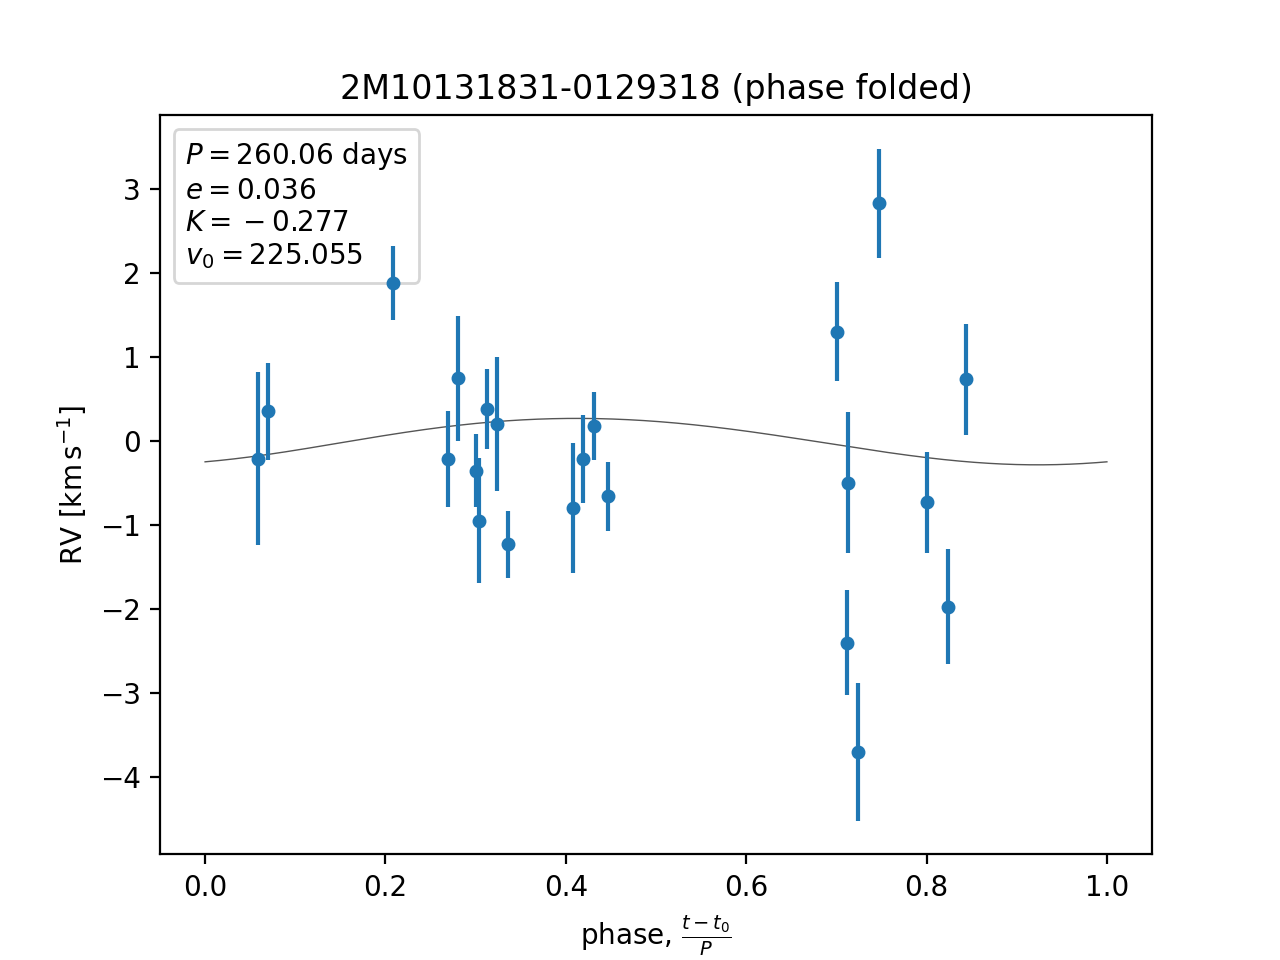 2M10131831-0129318 (phase folded)
P = 260.06 days
e = 0.036
K = −0.277
v₀ = 225.055
RV [km s⁻¹]
3
2
1
0
−1
−2
−3
−4
0.0 0.2 0.4 0.6 0.8 1.0
phase, (t − t₀)/P